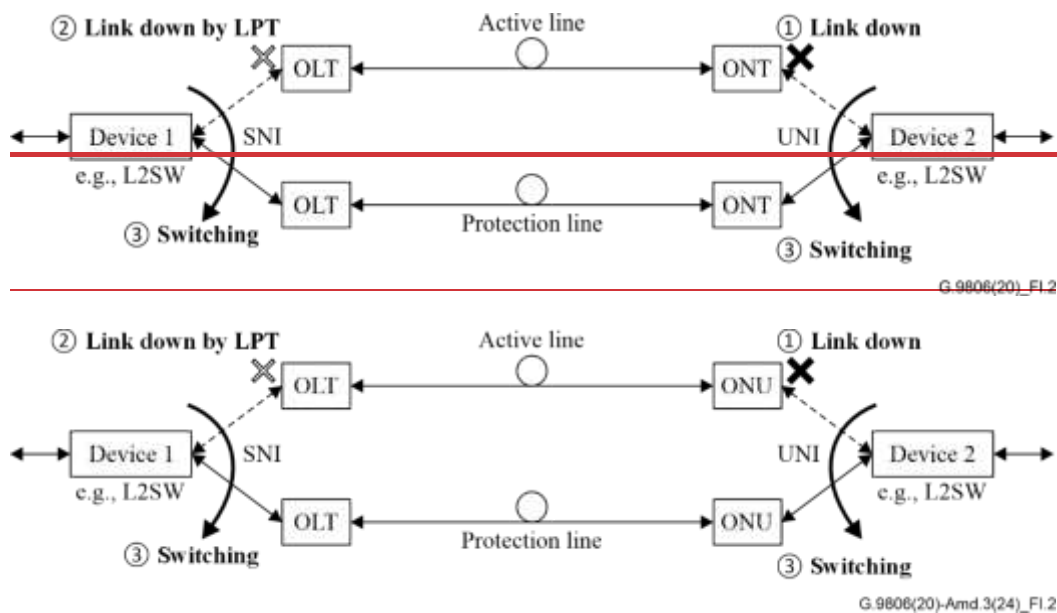 ② Link down by LPT Active line ① Link down
OLT ONT
Device 1 SNI UNI Device 2
e.g., L2SW e.g., L2SW
OLT ONT
③ Switching Protection line
③ Switching
G.9806(20)_FI.2
② Link down by LPT Active line ① Link down
OLT ONU
Device 1 SNI UNI Device 2
e.g., L2SW e.g., L2SW
OLT ONU
③ Switching Protection line
③ Switching
G.9806(20)-Amd.3(24)_FI.2